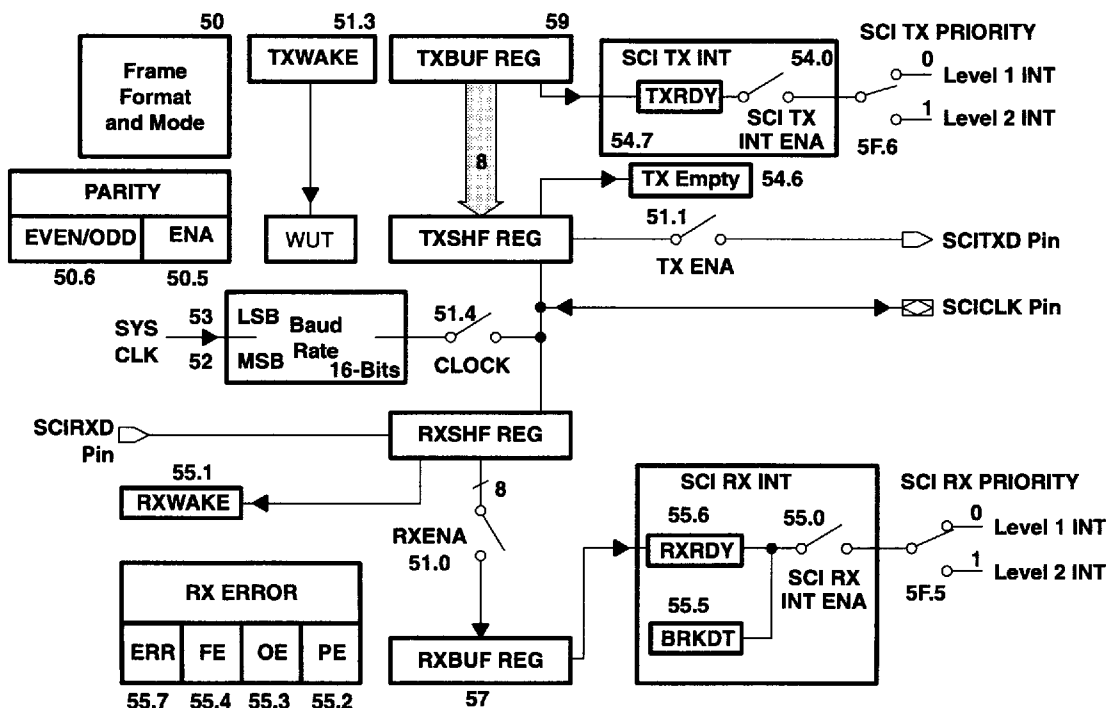 50
51.3
59
SCI TX PRIORITY
Frame
Format
and Mode
TXWAKE
TXBUF REG
SCI TX INT
54.0
0
Level 1 INT
TXRDY
1
Level 2 INT
SCI TX
INT ENA
54.7
5F.6
8
TX Empty
54.6
PARITY
EVEN/ODD
ENA
50.6
50.5
WUT
TXSHF REG
51.1
TX ENA
SCITXD Pin
SCICLK Pin
SYS
CLK
53
52
LSB
MSB
Baud
Rate
16-Bits
51.4
CLOCK
SCIRXD
Pin
RXSHF REG
55.1
RXWAKE
8
RXENA
51.0
SCI RX INT
SCI RX PRIORITY
55.6
55.0
0
Level 1 INT
RXRDY
1
Level 2 INT
SCI RX
INT ENA
5F.5
55.5
BRKDT
RX ERROR
ERR
FE
OE
PE
55.7
55.4
55.3
55.2
RXBUF REG
57